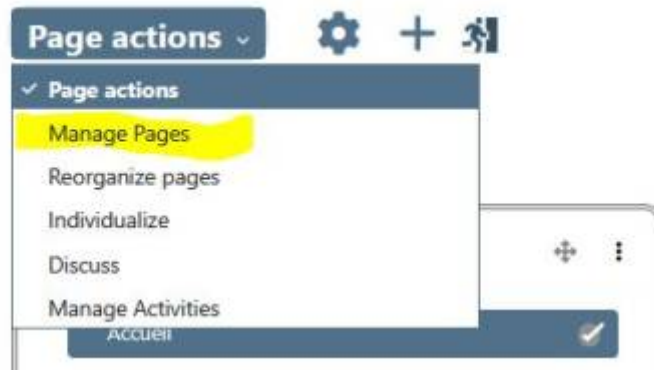 Page actions
Page actions
Manage Pages
Reorganize pages
Individualize
Discuss
Manage Activities
Accueil